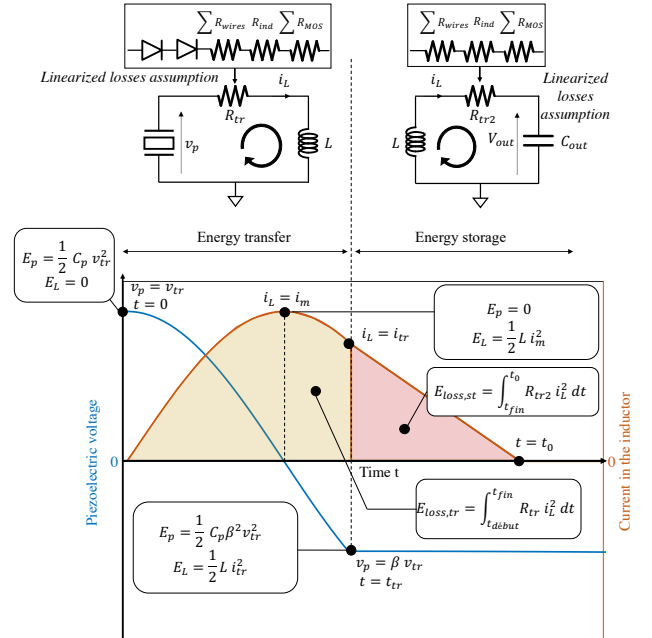 ∑ R_wires R_ind ∑ R_MOS
∑ R_wires R_ind ∑ R_MOS
Linearized losses assumption
i_L
R_tr
v_p
L
i_L
Linearized
losses
assumption
R_tr2
L
V_out
C_out
Energy transfer
Energy storage
E_p = 1/2 C_p v_tr^2
E_L = 0
v_p = v_tr
t = 0
i_L = i_m
E_p = 0
E_L = 1/2 L i_m^2
i_L = i_tr
E_loss,st = ∫_{t_fin}^{t_0} R_tr2 i_L^2 dt
t = t_0
0
Time t
0
E_loss,tr = ∫_{t_début}^{t_fin} R_tr i_L^2 dt
E_p = 1/2 C_p β^2 v_tr^2
E_L = 1/2 L i_tr^2
v_p = β v_tr
t = t_tr
Piezoelectric voltage
Current in the inductor